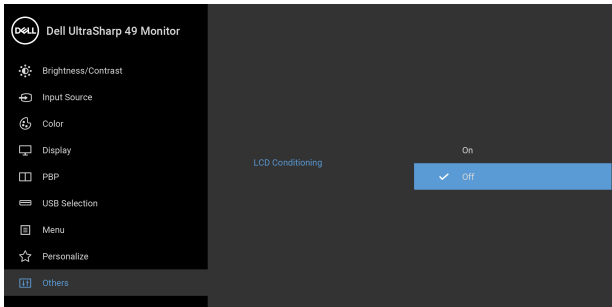 DELL Dell UltraSharp 49 Monitor
Brightness/Contrast
Input Source
Color
Display
PBP
USB Selection
Menu
Personalize
Others
LCD Conditioning
On
Off